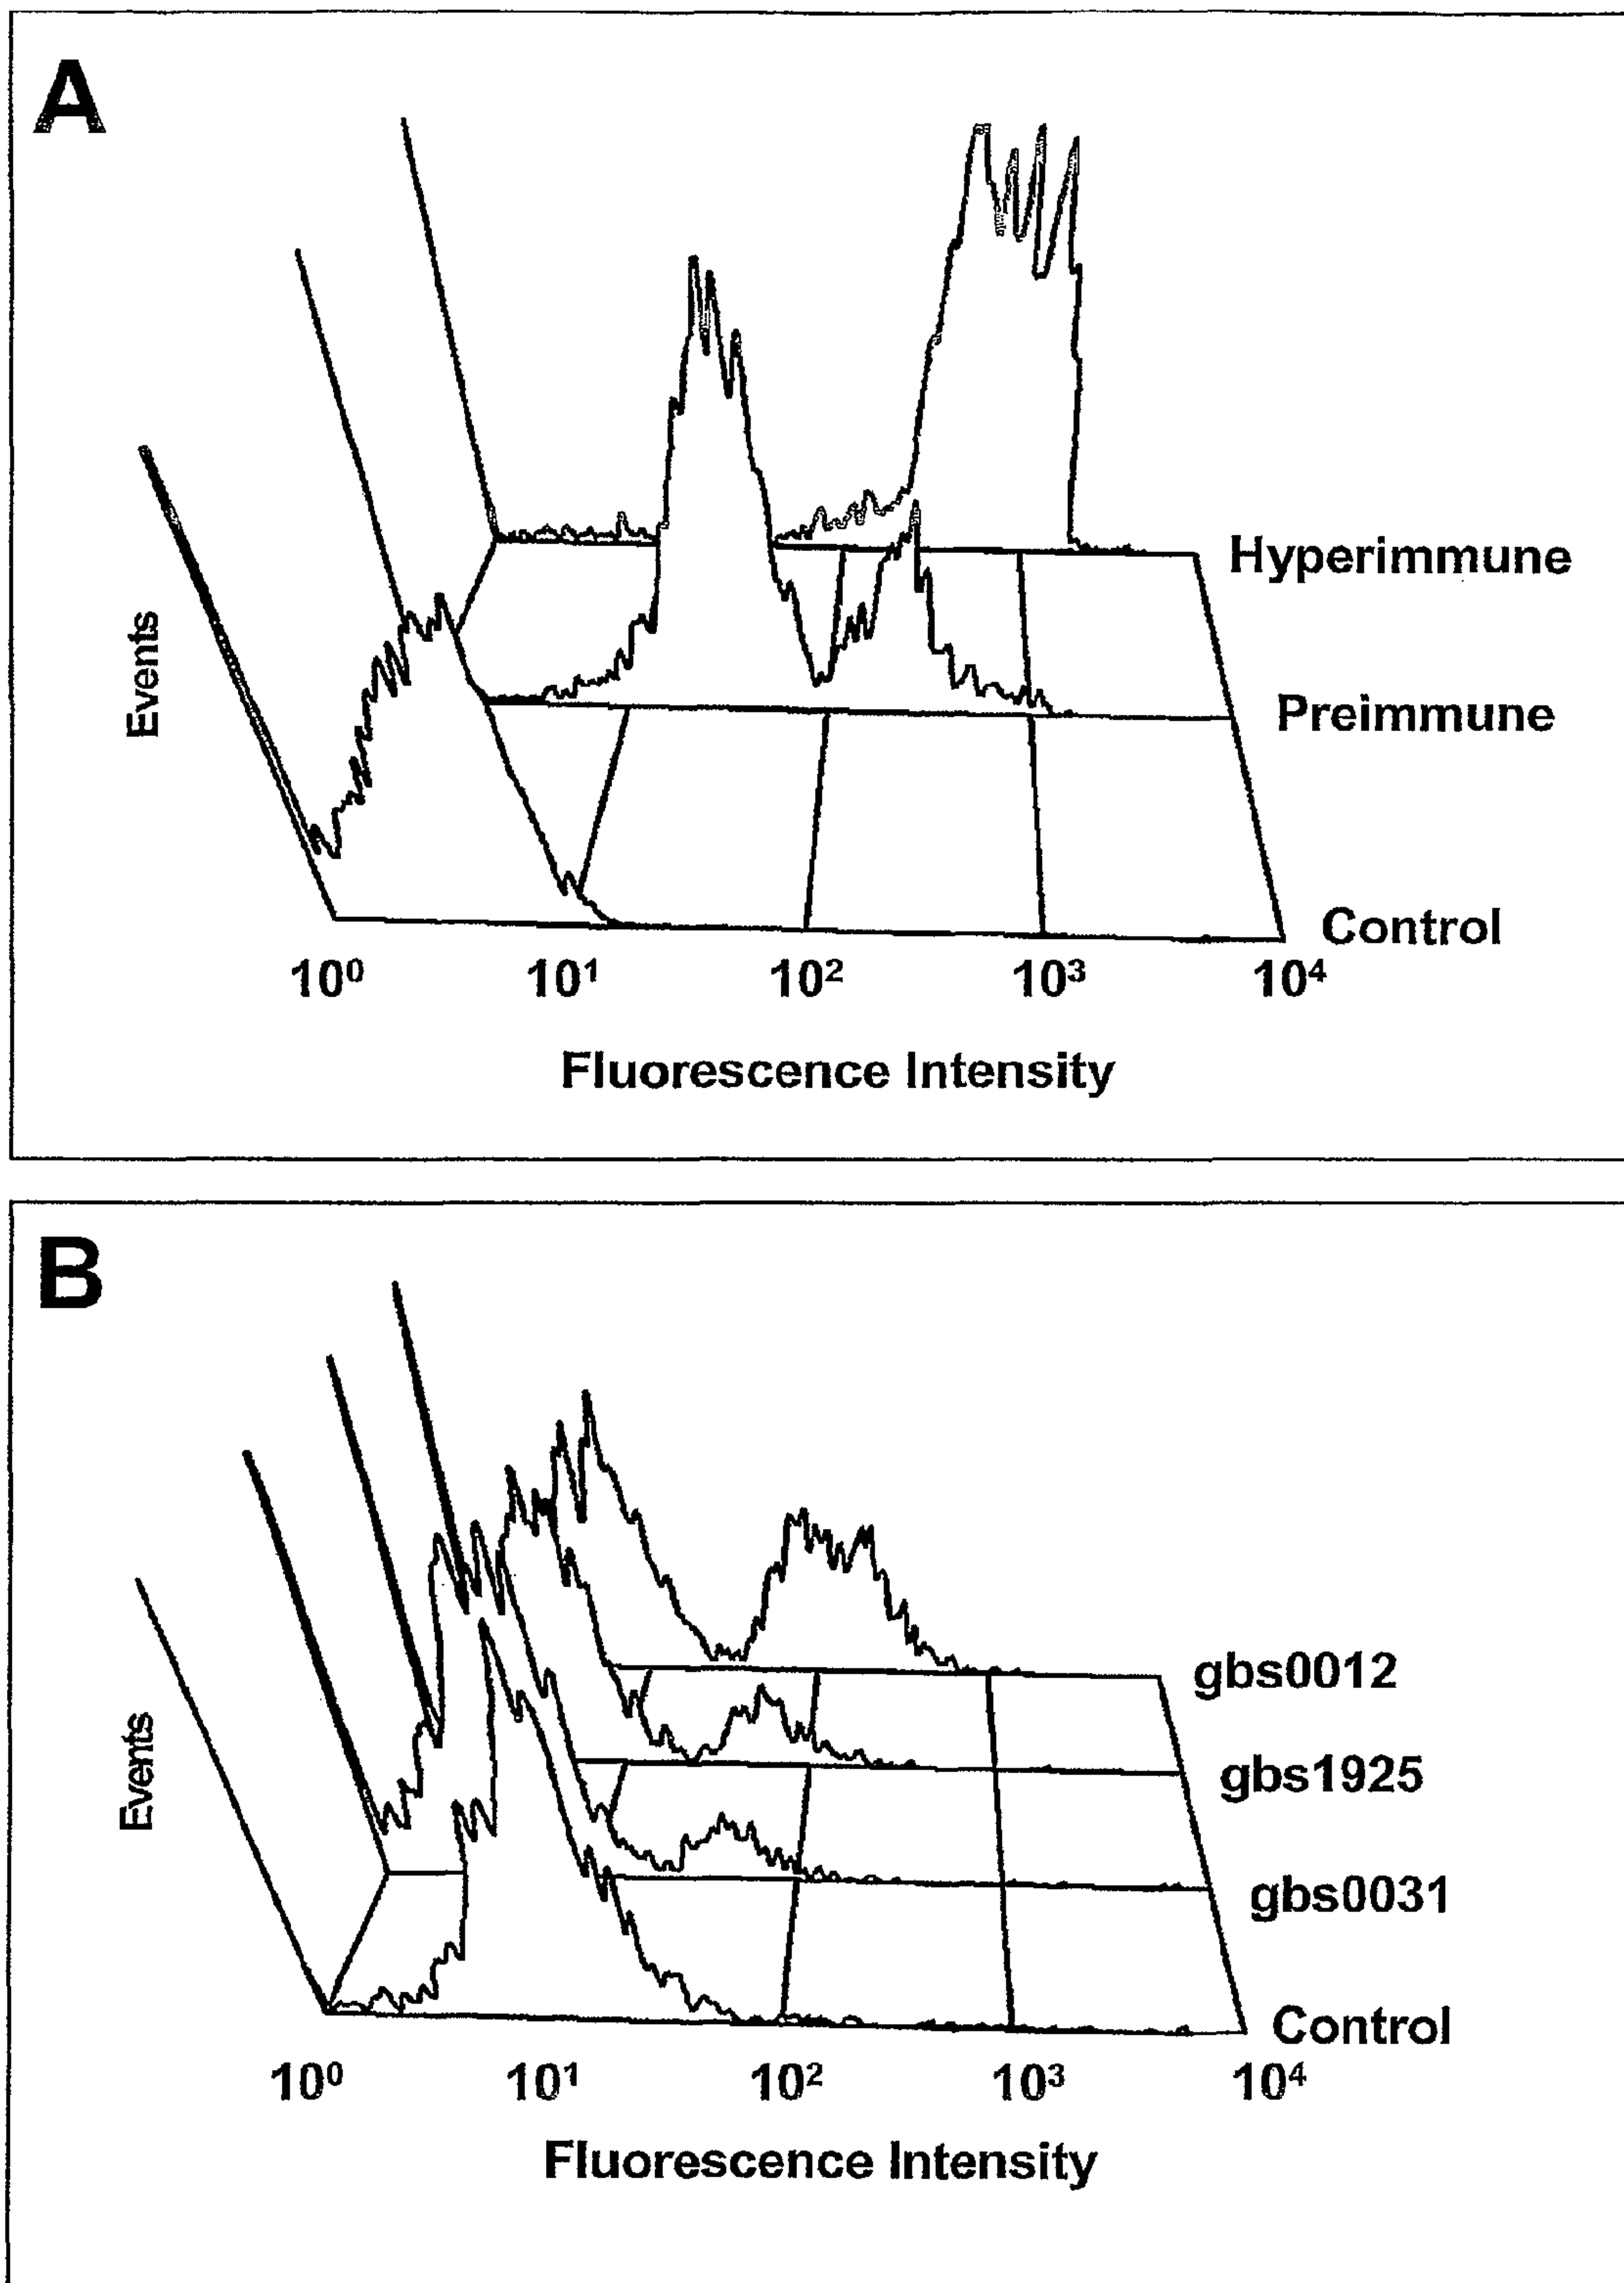 A
Events
Hyperimmune
Preimmune
Control
10⁰ 10¹ 10² 10³ 10⁴
Fluorescence Intensity
B
Events
gbs0012
gbs1925
gbs0031
Control
10⁰ 10¹ 10² 10³ 10⁴
Fluorescence Intensity